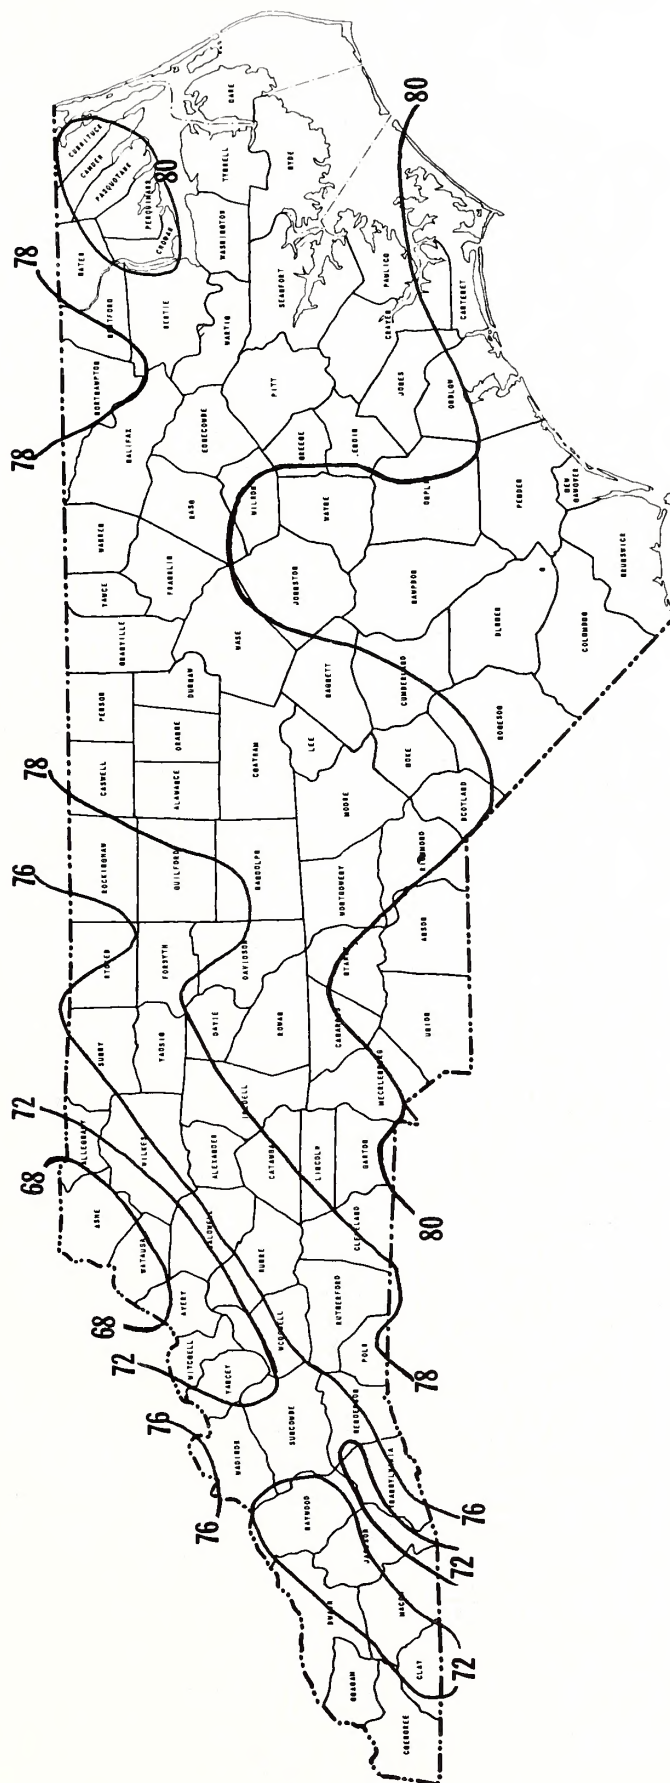 68
72
76
78
78
78
80
68
72
76
76
80
78
76
72
72
72
80
80
CURRITUCK
CAMDEN
PASQUOTANK
PERQUIMANS
CHOWAN
GATES
HERTFORD
NORTHAMPTON
BERTIE
HALIFAX
WARREN
VANCE
GRANVILLE
PERSON
CASWELL
ROCKINGHAM
STOKES
SURRY
ALLEGHANY
ASHE
WATAUGA
WILKES
YADKIN
FORSYTH
GUILFORD
ALAMANCE
ORANGE
DURHAM
FRANKLIN
NASH
EDGECOMBE
MARTIN
WASHINGTON
TYRRELL
DARE
HYDE
BEAUFORT
PITT
WILSON
WAKE
CHATHAM
RANDOLPH
DAVIDSON
DAVIE
IREDELL
ALEXANDER
CALDWELL
AVERY
MITCHELL
YANCEY
MADISON
BUNCOMBE
MCDOWELL
BURKE
CATAWBA
ROWAN
LINCOLN
GASTON
CLEVELAND
RUTHERFORD
POLK
HENDERSON
TRANSYLVANIA
HAYWOOD
JACKSON
SWAIN
MACON
GRAHAM
CLAY
CHEROKEE
MECKLENBURG
CABARRUS
STANLY
UNION
ANSON
MONTGOMERY
RICHMOND
MOORE
LEE
HARNETT
HOKE
SCOTLAND
CUMBERLAND
ROBESON
JOHNSTON
WAYNE
GREENE
LENOIR
CRAVEN
PAMLICO
JONES
CARTERET
ONSLOW
DUPLIN
SAMPSON
BLADEN
PENDER
NEW
HANOVER
COLUMBUS
BRUNSWICK